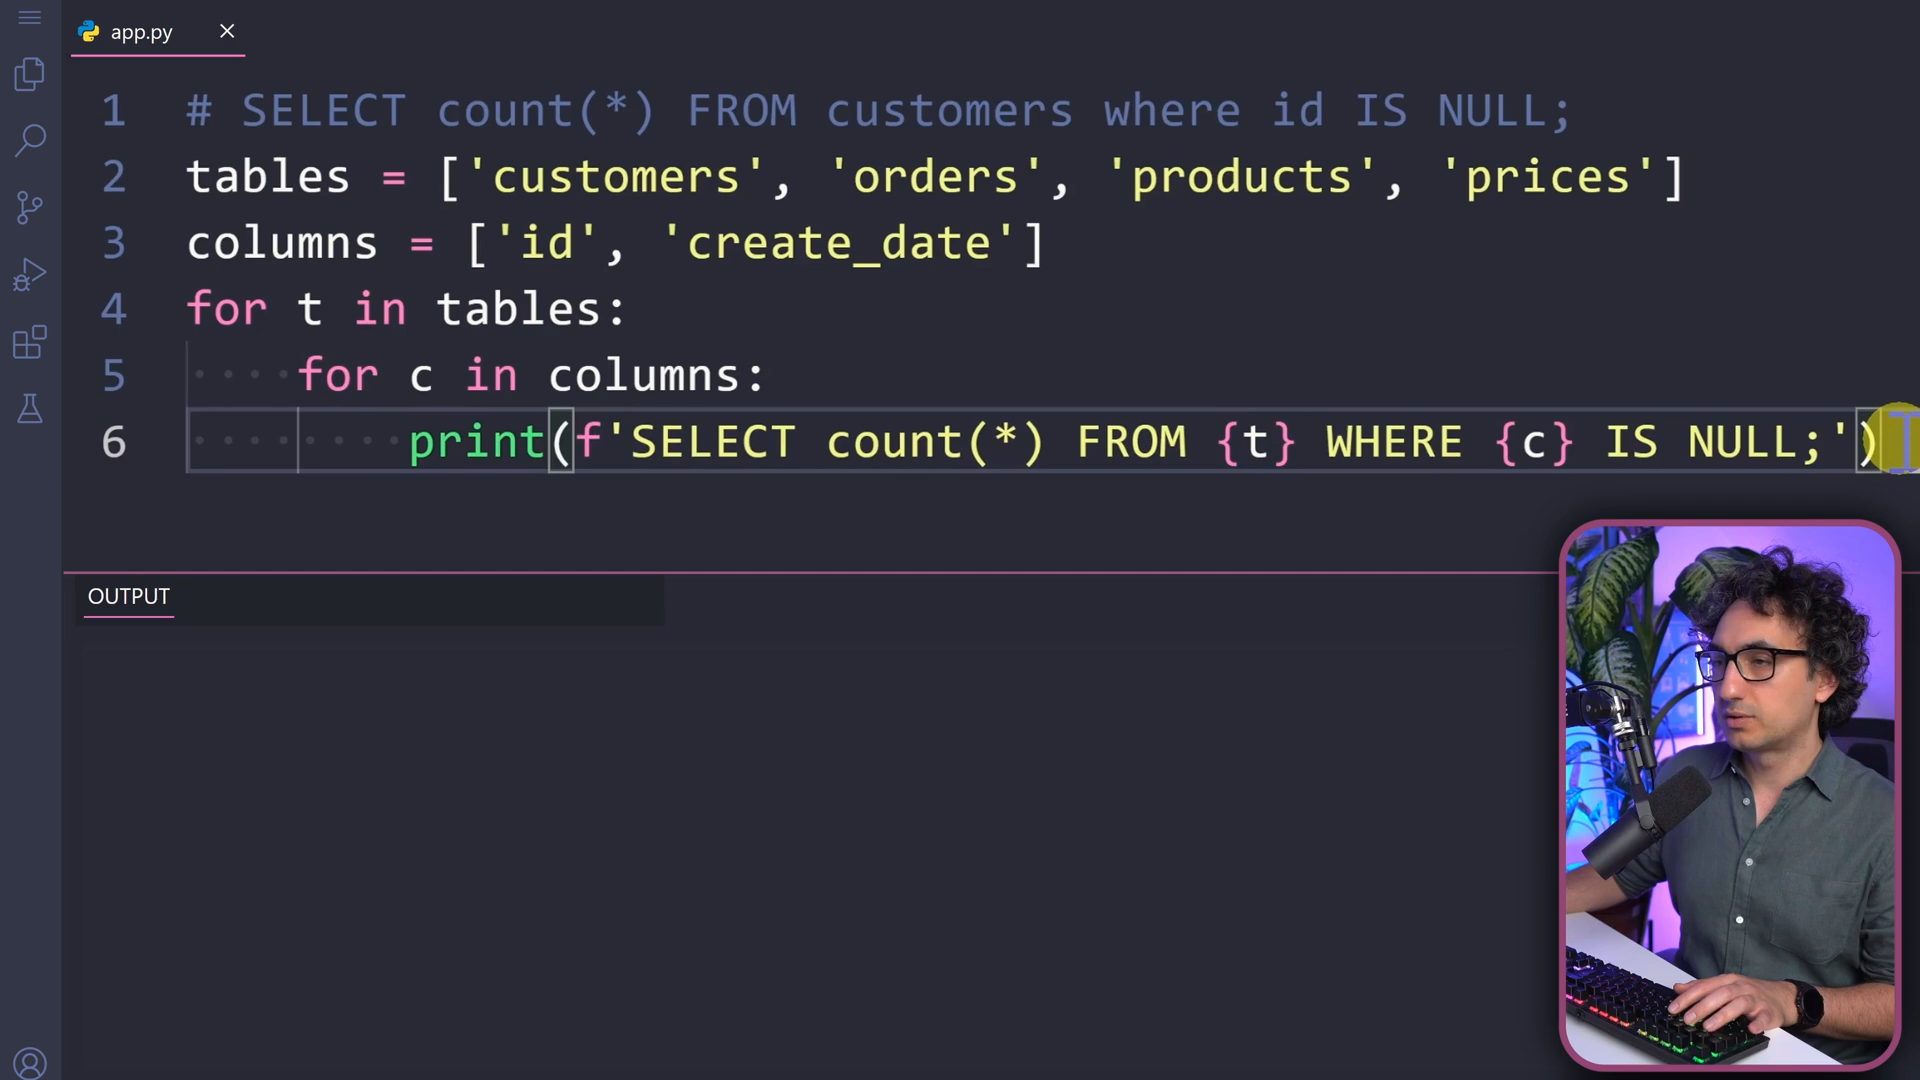 app.py
1 # SELECT count(*) FROM customers where id IS NULL;
2 tables = ['customers', 'orders', 'products', 'prices']
3 columns = ['id', 'create_date']
4 for t in tables:
5 for c in columns:
6 print(f'SELECT count(*) FROM {t} WHERE {c} IS NULL;')
OUTPUT